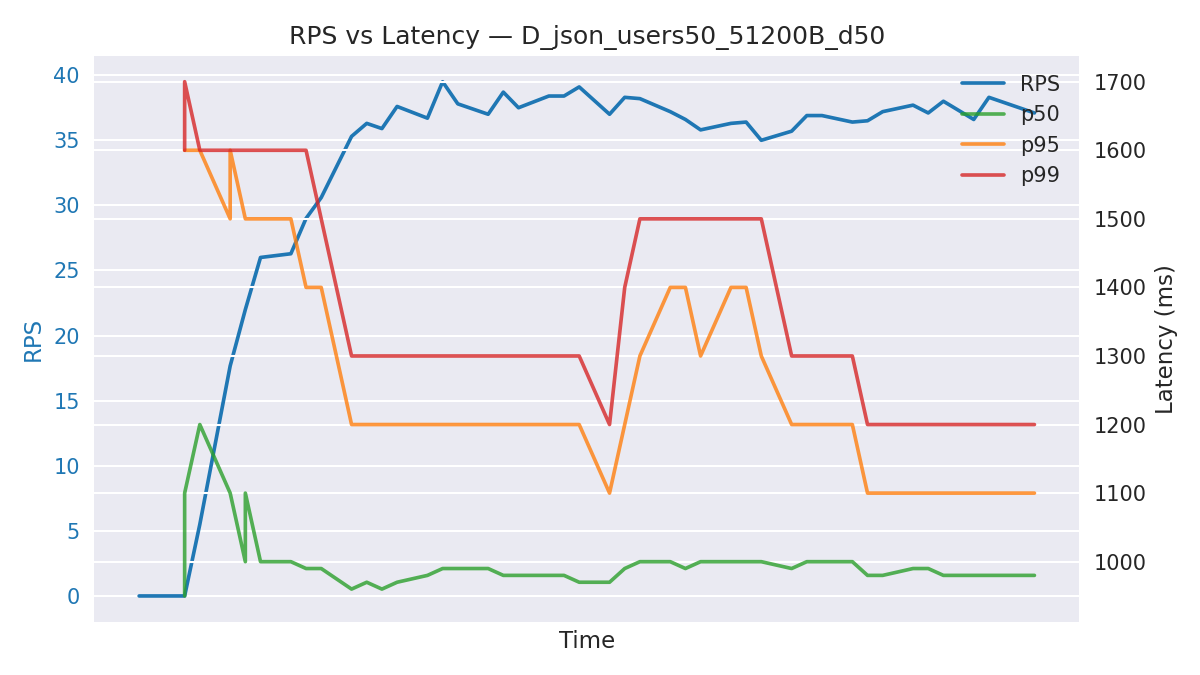 RPS vs Latency — D_json_users50_51200B_d50
40
35
30
25
20
15
10
5
0
RPS
1700
1600
1500
1400
1300
1200
1100
1000
Latency (ms)
RPS
p50
p95
p99
Time